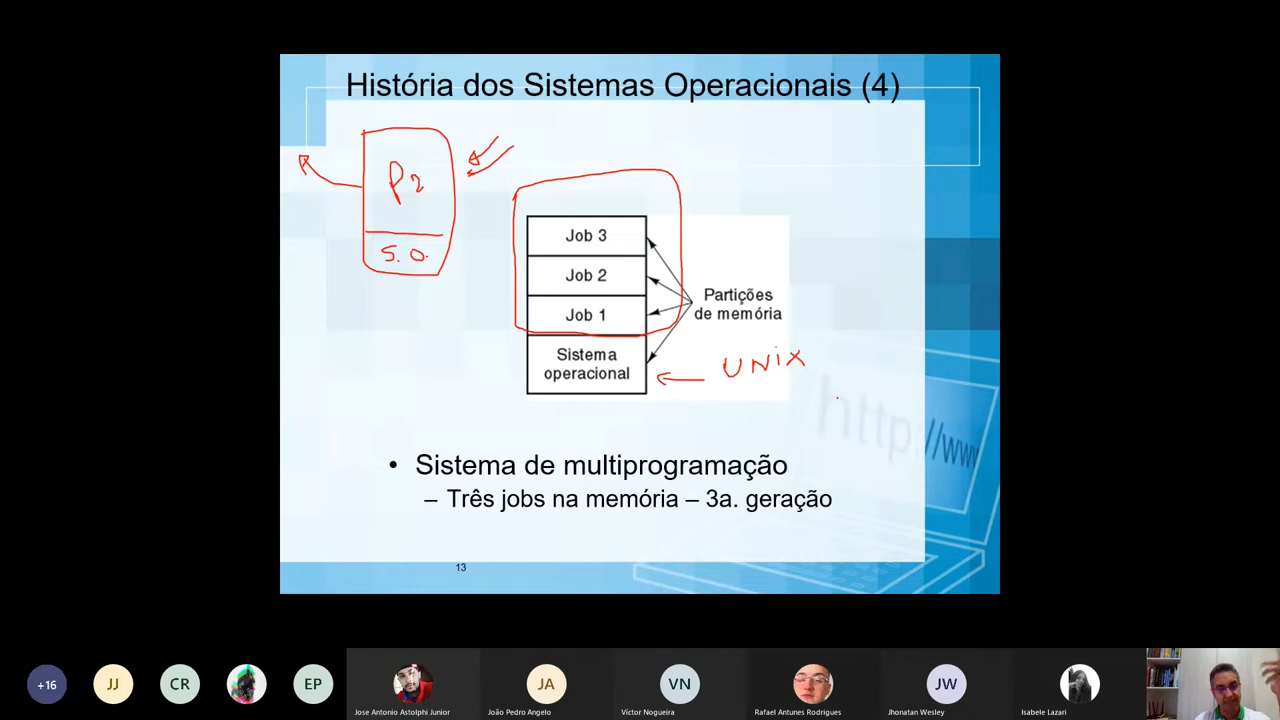 História dos Sistemas Operacionais (4)
P2
S.O.
Job 3
Job 2
Job 1
Sistema
operacional
Partições
de memória
UNIX
http://www
• Sistema de multiprogramação
– Três jobs na memória – 3a. geração
13
+16
JJ
CR
EP
JA
VN
JW
Jose Antonio Astolphi Junior
João Pedro Angelo
Víctor Nogueira
Rafael Antunes Rodrigues
Jhonatan Wesley
Isabele Lazari